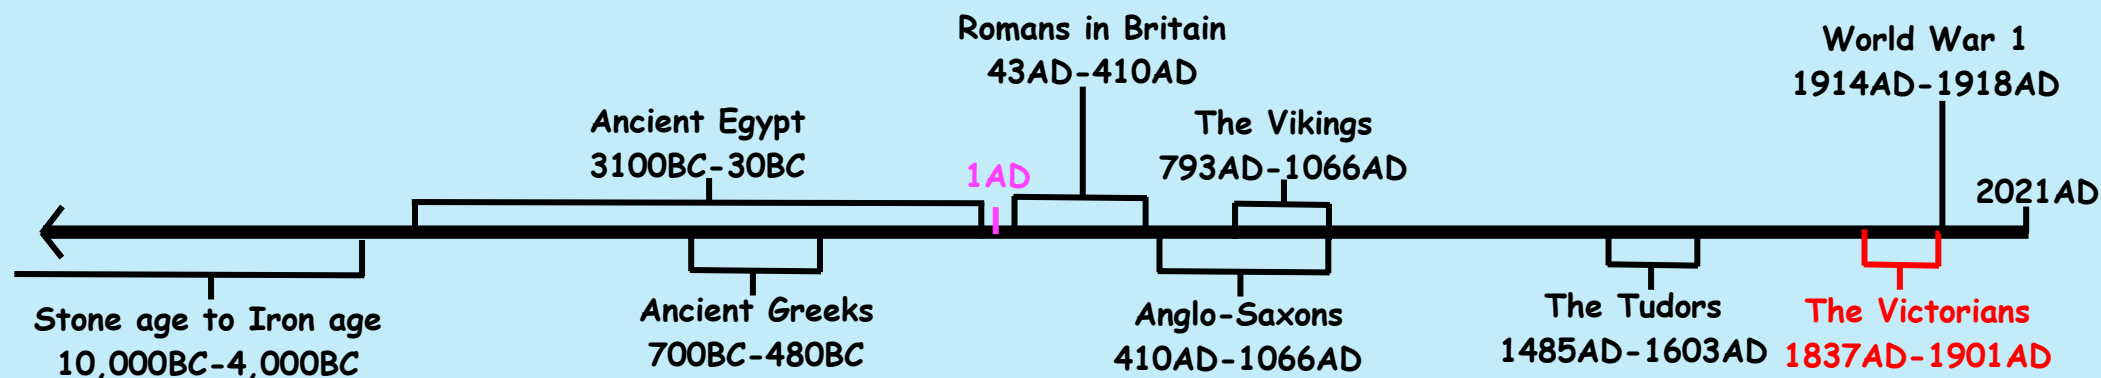 Romans in Britain
43AD-410AD
World War 1
1914AD-1918AD
Ancient Egypt
3100BC-30BC
The Vikings
793AD-1066AD
1AD
2021AD
Stone age to Iron age
10,000BC-4,000BC
Ancient Greeks
700BC-480BC
Anglo-Saxons
410AD-1066AD
The Tudors
1485AD-1603AD
The Victorians
1837AD-1901AD